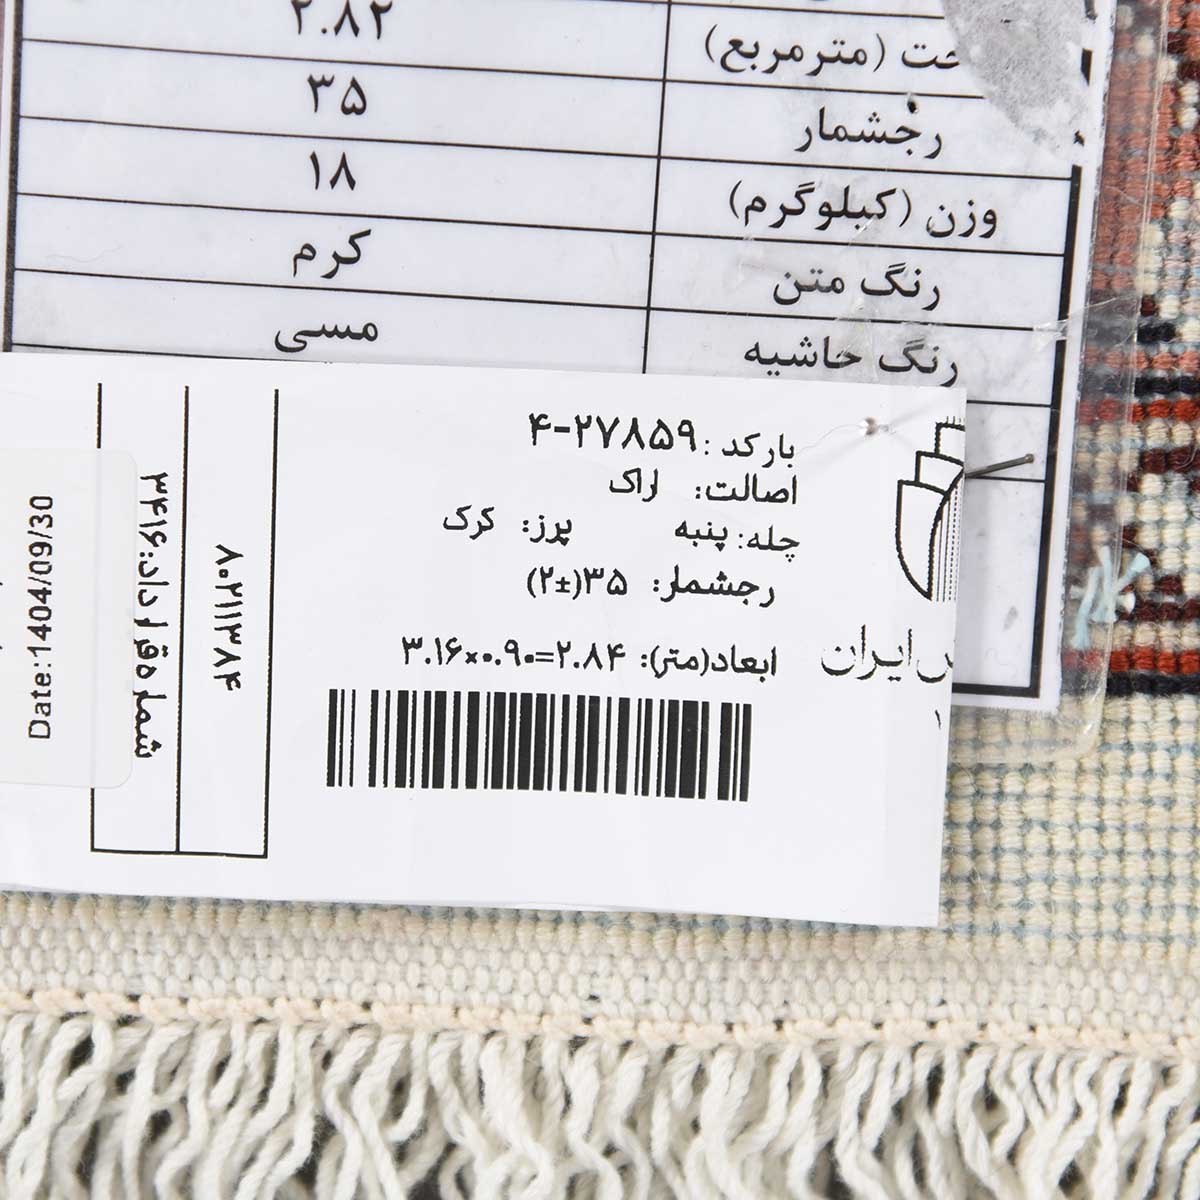 (مترمربع) ۲.۸۲
رجشمار ۳۵
وزن (کیلوگرم) ۱۸
رنگ متن کرم
رنگ حاشیه مسی
بارکد: ۲۷۸۵۹-۴
اصالت: اراک
چله: پنبه پرز: کرک
رجشمار: ۳۵(±۲)
ابعاد(متر): ۳.۱۶×۰.۹۰=۲.۸۴
ایران
۱
۸۰۲۱۱۳۸۴
شماره قرارداد:۳۴۱۶
Date:1404/09/30